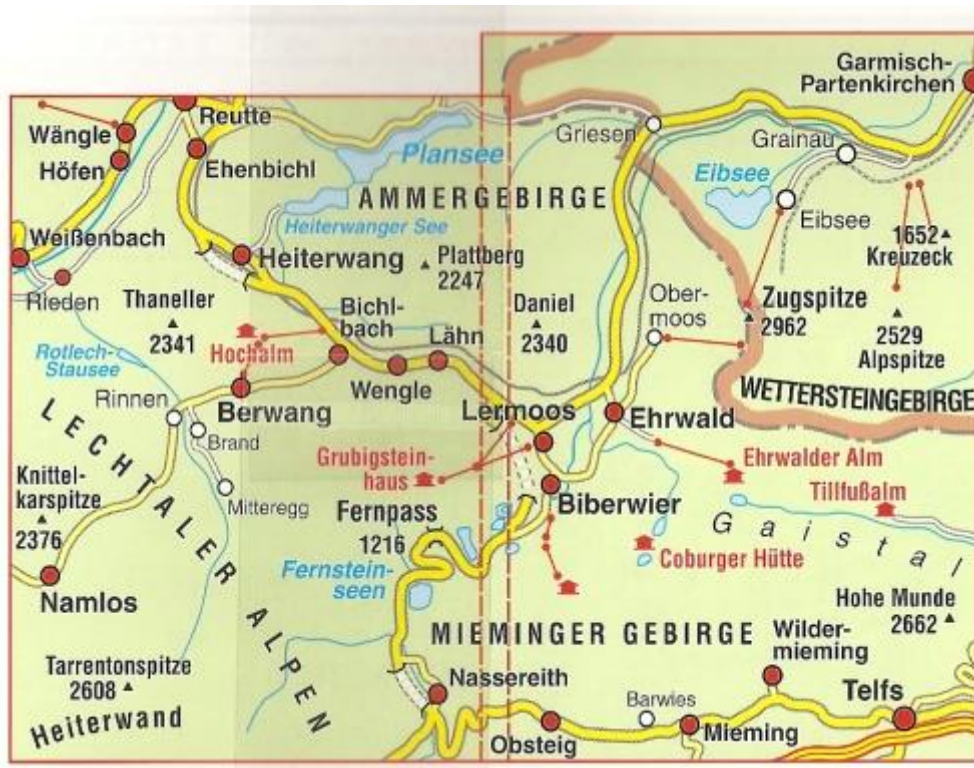 Garmisch-
Partenkirchen
Reutte
Wängle
Griesen
Grainau
Höfen
Ehenbichl
Plansee
Eibsee
AMMERGEBIRGE
Eibsee
Heiterwanger See
Weißenbach
1652
Kreuzeck
Heiterwang
Plattberg
2247
Rieden
Thaneller
2341
Bichl-
bach
Daniel
2340
Ober-
moos
Zugspitze
2962
2529
Alpspitze
Lähn
Hochalm
Rotlech-
Stausee
Wengle
WETTERSTEINGEBIRGE
Rinnen
Berwang
Lermoos
Ehrwald
Brand
LECHTALER ALPEN
Grubigstein-
haus
Ehrwalder Alm
Knittel-
karspitze
2376
Tillfußalm
Mitteregg
Biberwier
Fernpass
1216
Gaistal
Coburger Hütte
Fernstein-
seen
Namlos
Hohe Munde
2662
MIEMINGER GEBIRGE
Wilder-
mieming
Tarrentonspitze
2608
Nassereith
Telfs
Barwies
Heiterwand
Obsteig
Mieming